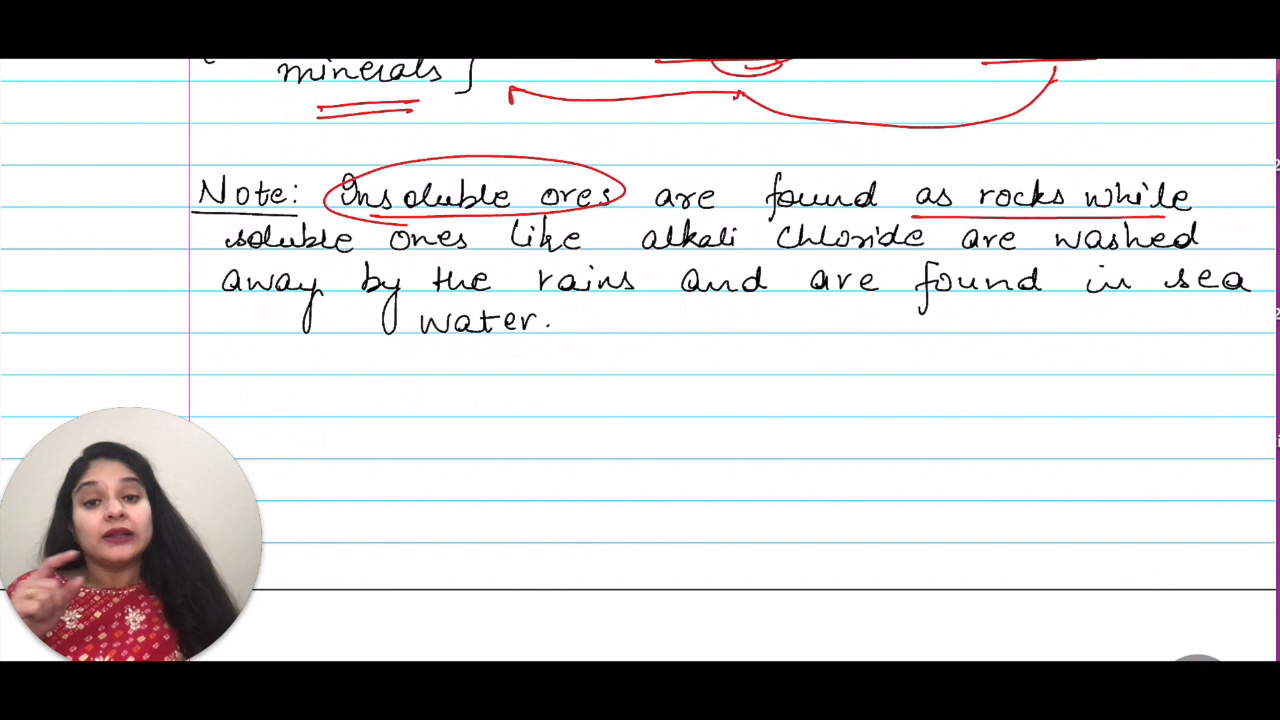 minerals ]
Note: Insoluble ores are found as rocks while
soluble ones like alkali chloride are washed
away by the rains and are found in sea
water.